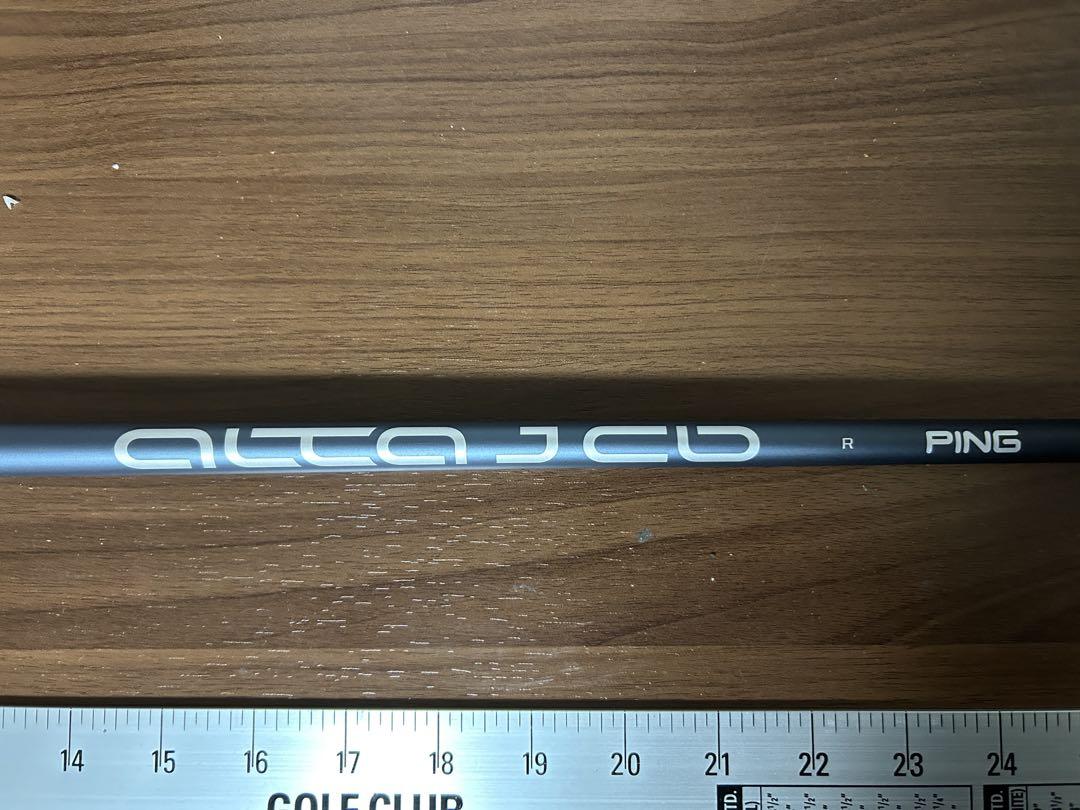 ALTA J CB R PING
14 15 16 17 18 19 20 21 22 23 24
GOLF CLUB